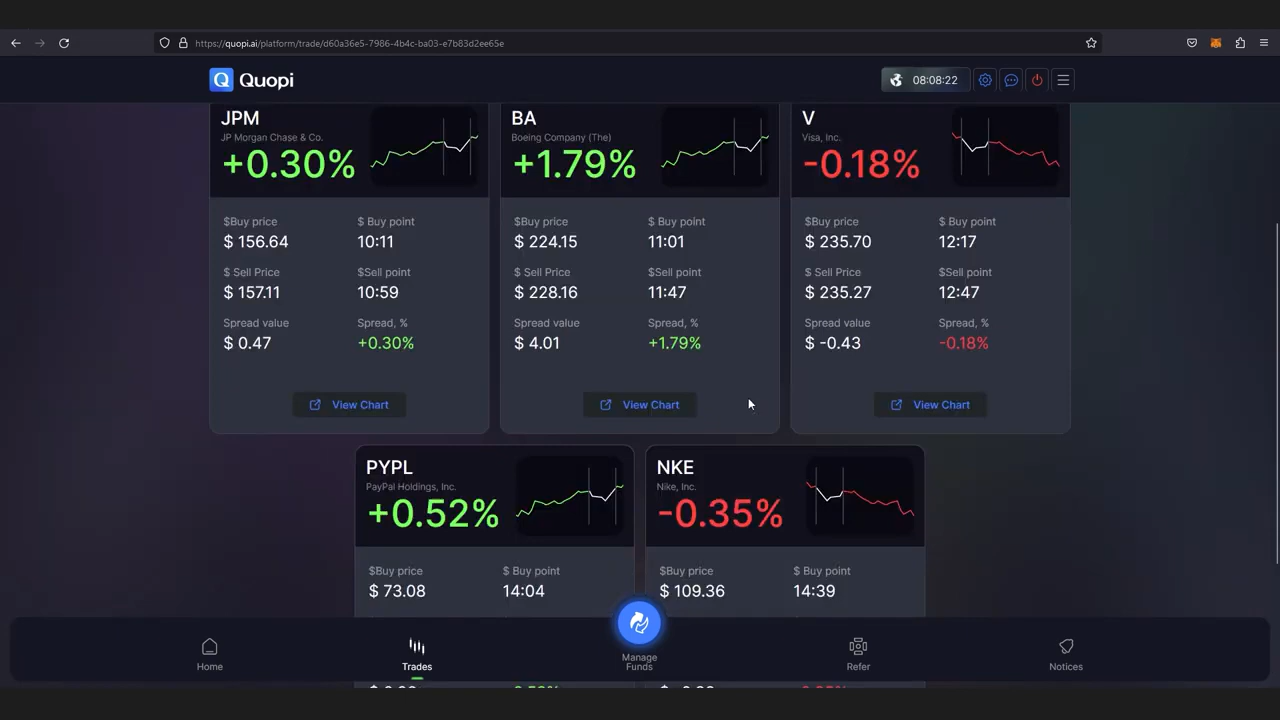 https://quopi.ai/platform/trade/d60a36e5-7986-4b4c-ba03-e7b83d2ee65e
Q Quopi
08:08:22
JPM
JP Morgan Chase & Co.
+0.30%
$Buy price
$ Buy point
$ 156.64
10:11
$ Sell Price
$Sell point
$ 157.11
10:59
Spread value
Spread, %
$ 0.47
+0.30%
View Chart
BA
Boeing Company (The)
+1.79%
$Buy price
$ Buy point
$ 224.15
11:01
$ Sell Price
$Sell point
$ 228.16
11:47
Spread value
Spread, %
$ 4.01
+1.79%
View Chart
V
Visa, Inc.
-0.18%
$Buy price
$ Buy point
$ 235.70
12:17
$ Sell Price
$Sell point
$ 235.27
12:47
Spread value
Spread, %
$ -0.43
-0.18%
View Chart
PYPL
PayPal Holdings, Inc.
+0.52%
$Buy price
$ Buy point
$ 73.08
14:04
NKE
Nike, Inc.
-0.35%
$Buy price
$ Buy point
$ 109.36
14:39
Home
Trades
Manage
Funds
Refer
Notices